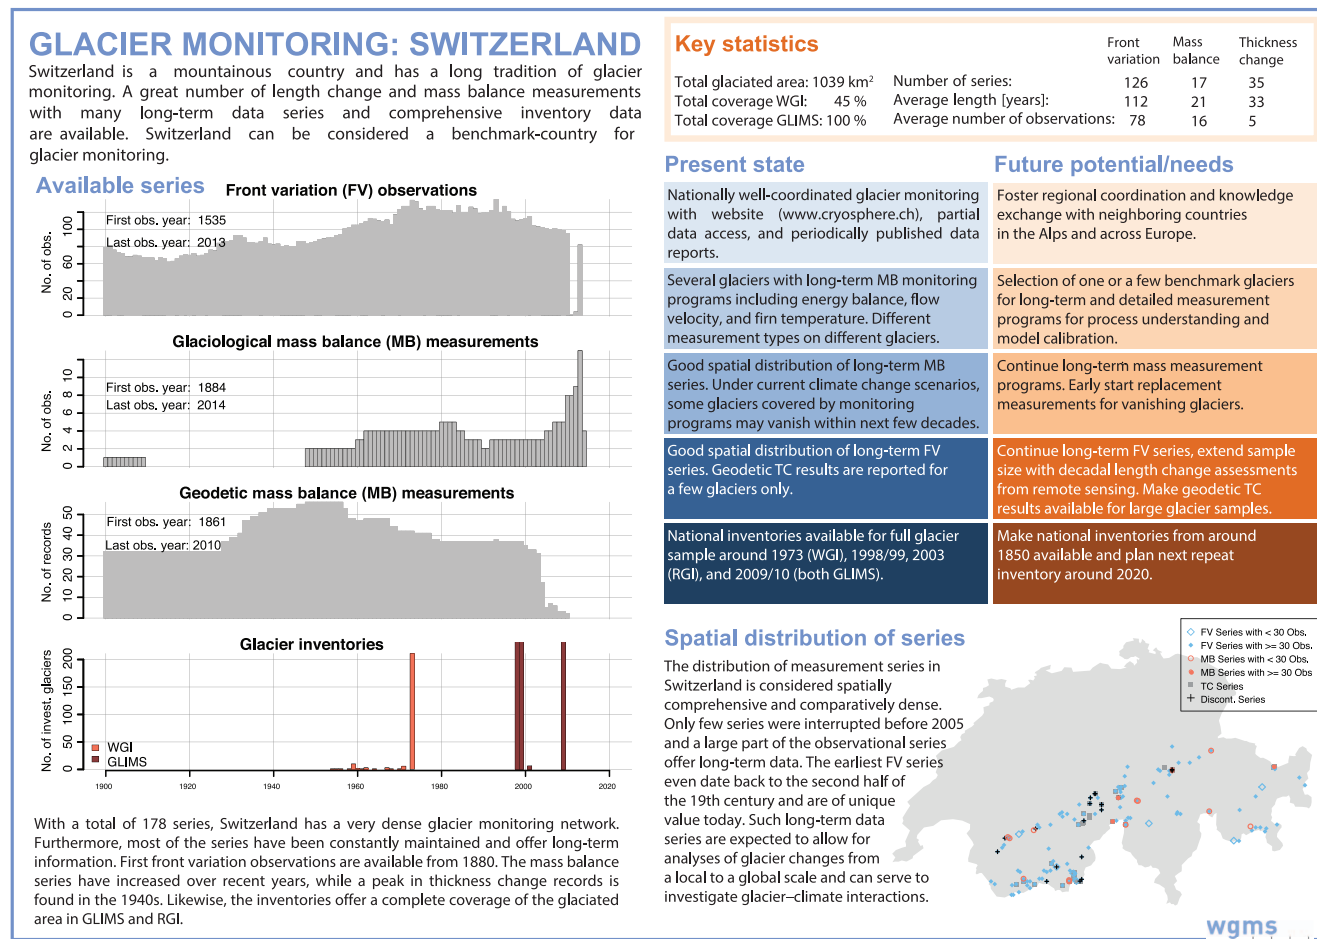 GLACIER MONITORING: SWITZERLAND
Switzerland is a mountainous country and has a long tradition of glacier
monitoring. A great number of length change and mass balance measurements
with many long-term data series and comprehensive inventory data
are available. Switzerland can be considered a benchmark-country for
glacier monitoring.
Available series
Front variation (FV) observations
No. of obs.
0 20 60 100
First obs. year: 1535
Last obs. year: 2013
Glaciological mass balance (MB) measurements
No. of obs.
0 2 4 6 8 10
First obs. year: 1884
Last obs. year: 2014
Geodetic mass balance (MB) measurements
No. of records
0 10 20 30 40 50
First obs. year: 1861
Last obs. year: 2010
Glacier inventories
No. of invest. glaciers
0 50 100 150 200
WGI
GLIMS
1900 1920 1940 1960 1980 2000 2020
With a total of 178 series, Switzerland has a very dense glacier monitoring network.
Furthermore, most of the series have been constantly maintained and offer long-term
information. First front variation observations are available from 1880. The mass balance
series have increased over recent years, while a peak in thickness change records is
found in the 1940s. Likewise, the inventories offer a complete coverage of the glaciated
area in GLIMS and RGI.
Key statistics
Total glaciated area: 1039 km²
Total coverage WGI: 45 %
Total coverage GLIMS: 100 %
Front variation Mass balance Thickness change
Number of series: 126 17 35
Average length [years]: 112 21 33
Average number of observations: 78 16 5
Present state
Nationally well-coordinated glacier monitoring
with website (www.cryosphere.ch), partial
data access, and periodically published data
reports.
Several glaciers with long-term MB monitoring
programs including energy balance, flow
velocity, and firn temperature. Different
measurement types on different glaciers.
Good spatial distribution of long-term MB
series. Under current climate change scenarios,
some glaciers covered by monitoring
programs may vanish within next few decades.
Good spatial distribution of long-term FV
series. Geodetic TC results are reported for
a few glaciers only.
National inventories available for full glacier
sample around 1973 (WGI), 1998/99, 2003
(RGI), and 2009/10 (both GLIMS).
Future potential/needs
Foster regional coordination and knowledge
exchange with neighboring countries
in the Alps and across Europe.
Selection of one or a few benchmark glaciers
for long-term and detailed measurement
programs for process understanding and
model calibration.
Continue long-term mass measurement
programs. Early start replacement
measurements for vanishing glaciers.
Continue long-term FV series, extend sample
size with decadal length change assessments
from remote sensing. Make geodetic TC
results available for large glacier samples.
Make national inventories from around
1850 available and plan next repeat
inventory around 2020.
Spatial distribution of series
The distribution of measurement series in
Switzerland is considered spatially
comprehensive and comparatively dense.
Only few series were interrupted before 2005
and a large part of the observational series
offer long-term data. The earliest FV series
even date back to the second half of
the 19th century and are of unique
value today. Such long-term data
series are expected to allow for
analyses of glacier changes from
a local to a global scale and can serve to
investigate glacier–climate interactions.
FV Series with < 30 Obs.
FV Series with >= 30 Obs.
MB Series with < 30 Obs.
MB Series with >= 30 Obs
TC Series
Discont. Series
wgms